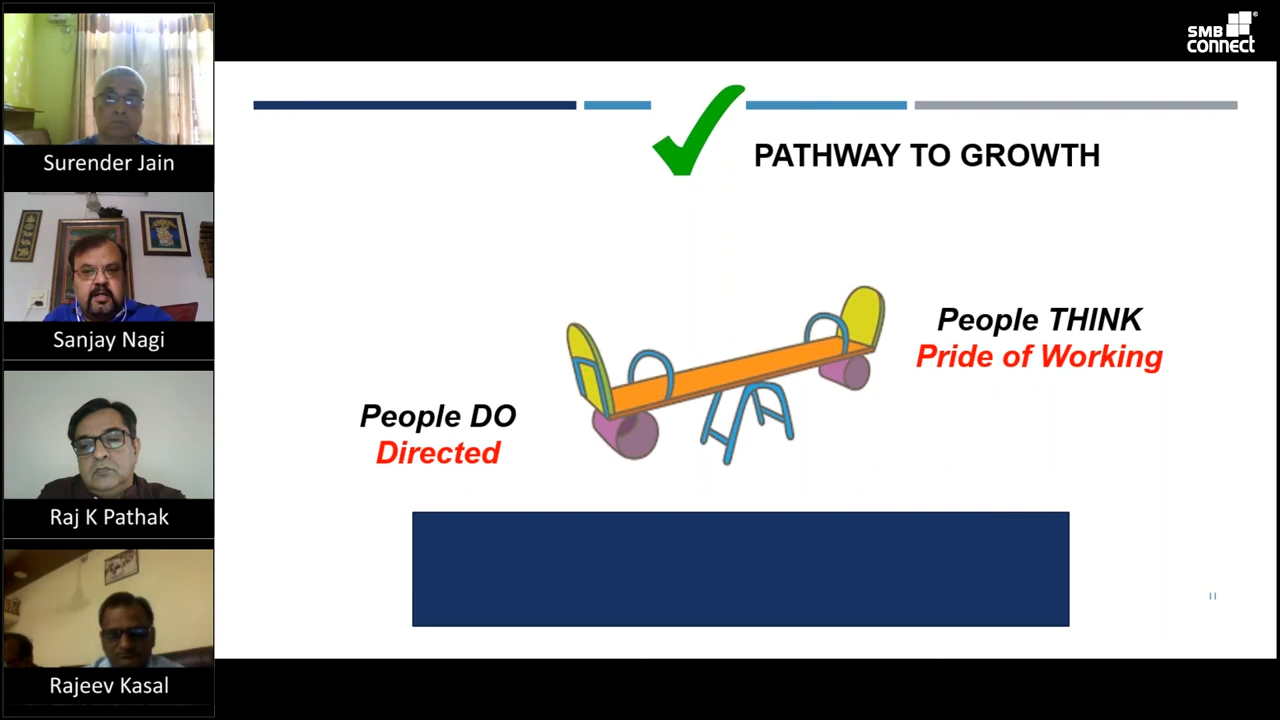 SMB
connect
Surender Jain
Sanjay Nagi
Raj K Pathak
Rajeev Kasal
PATHWAY TO GROWTH
People THINK
Pride of Working
People DO
Directed
11